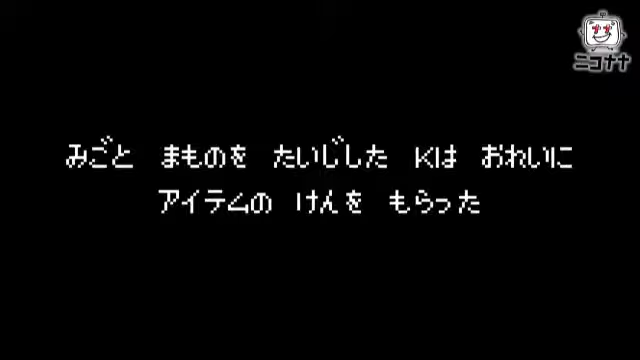 ニコナナ
みごと まものを たいじした Kは おれいに
アイテムの けんを もらった